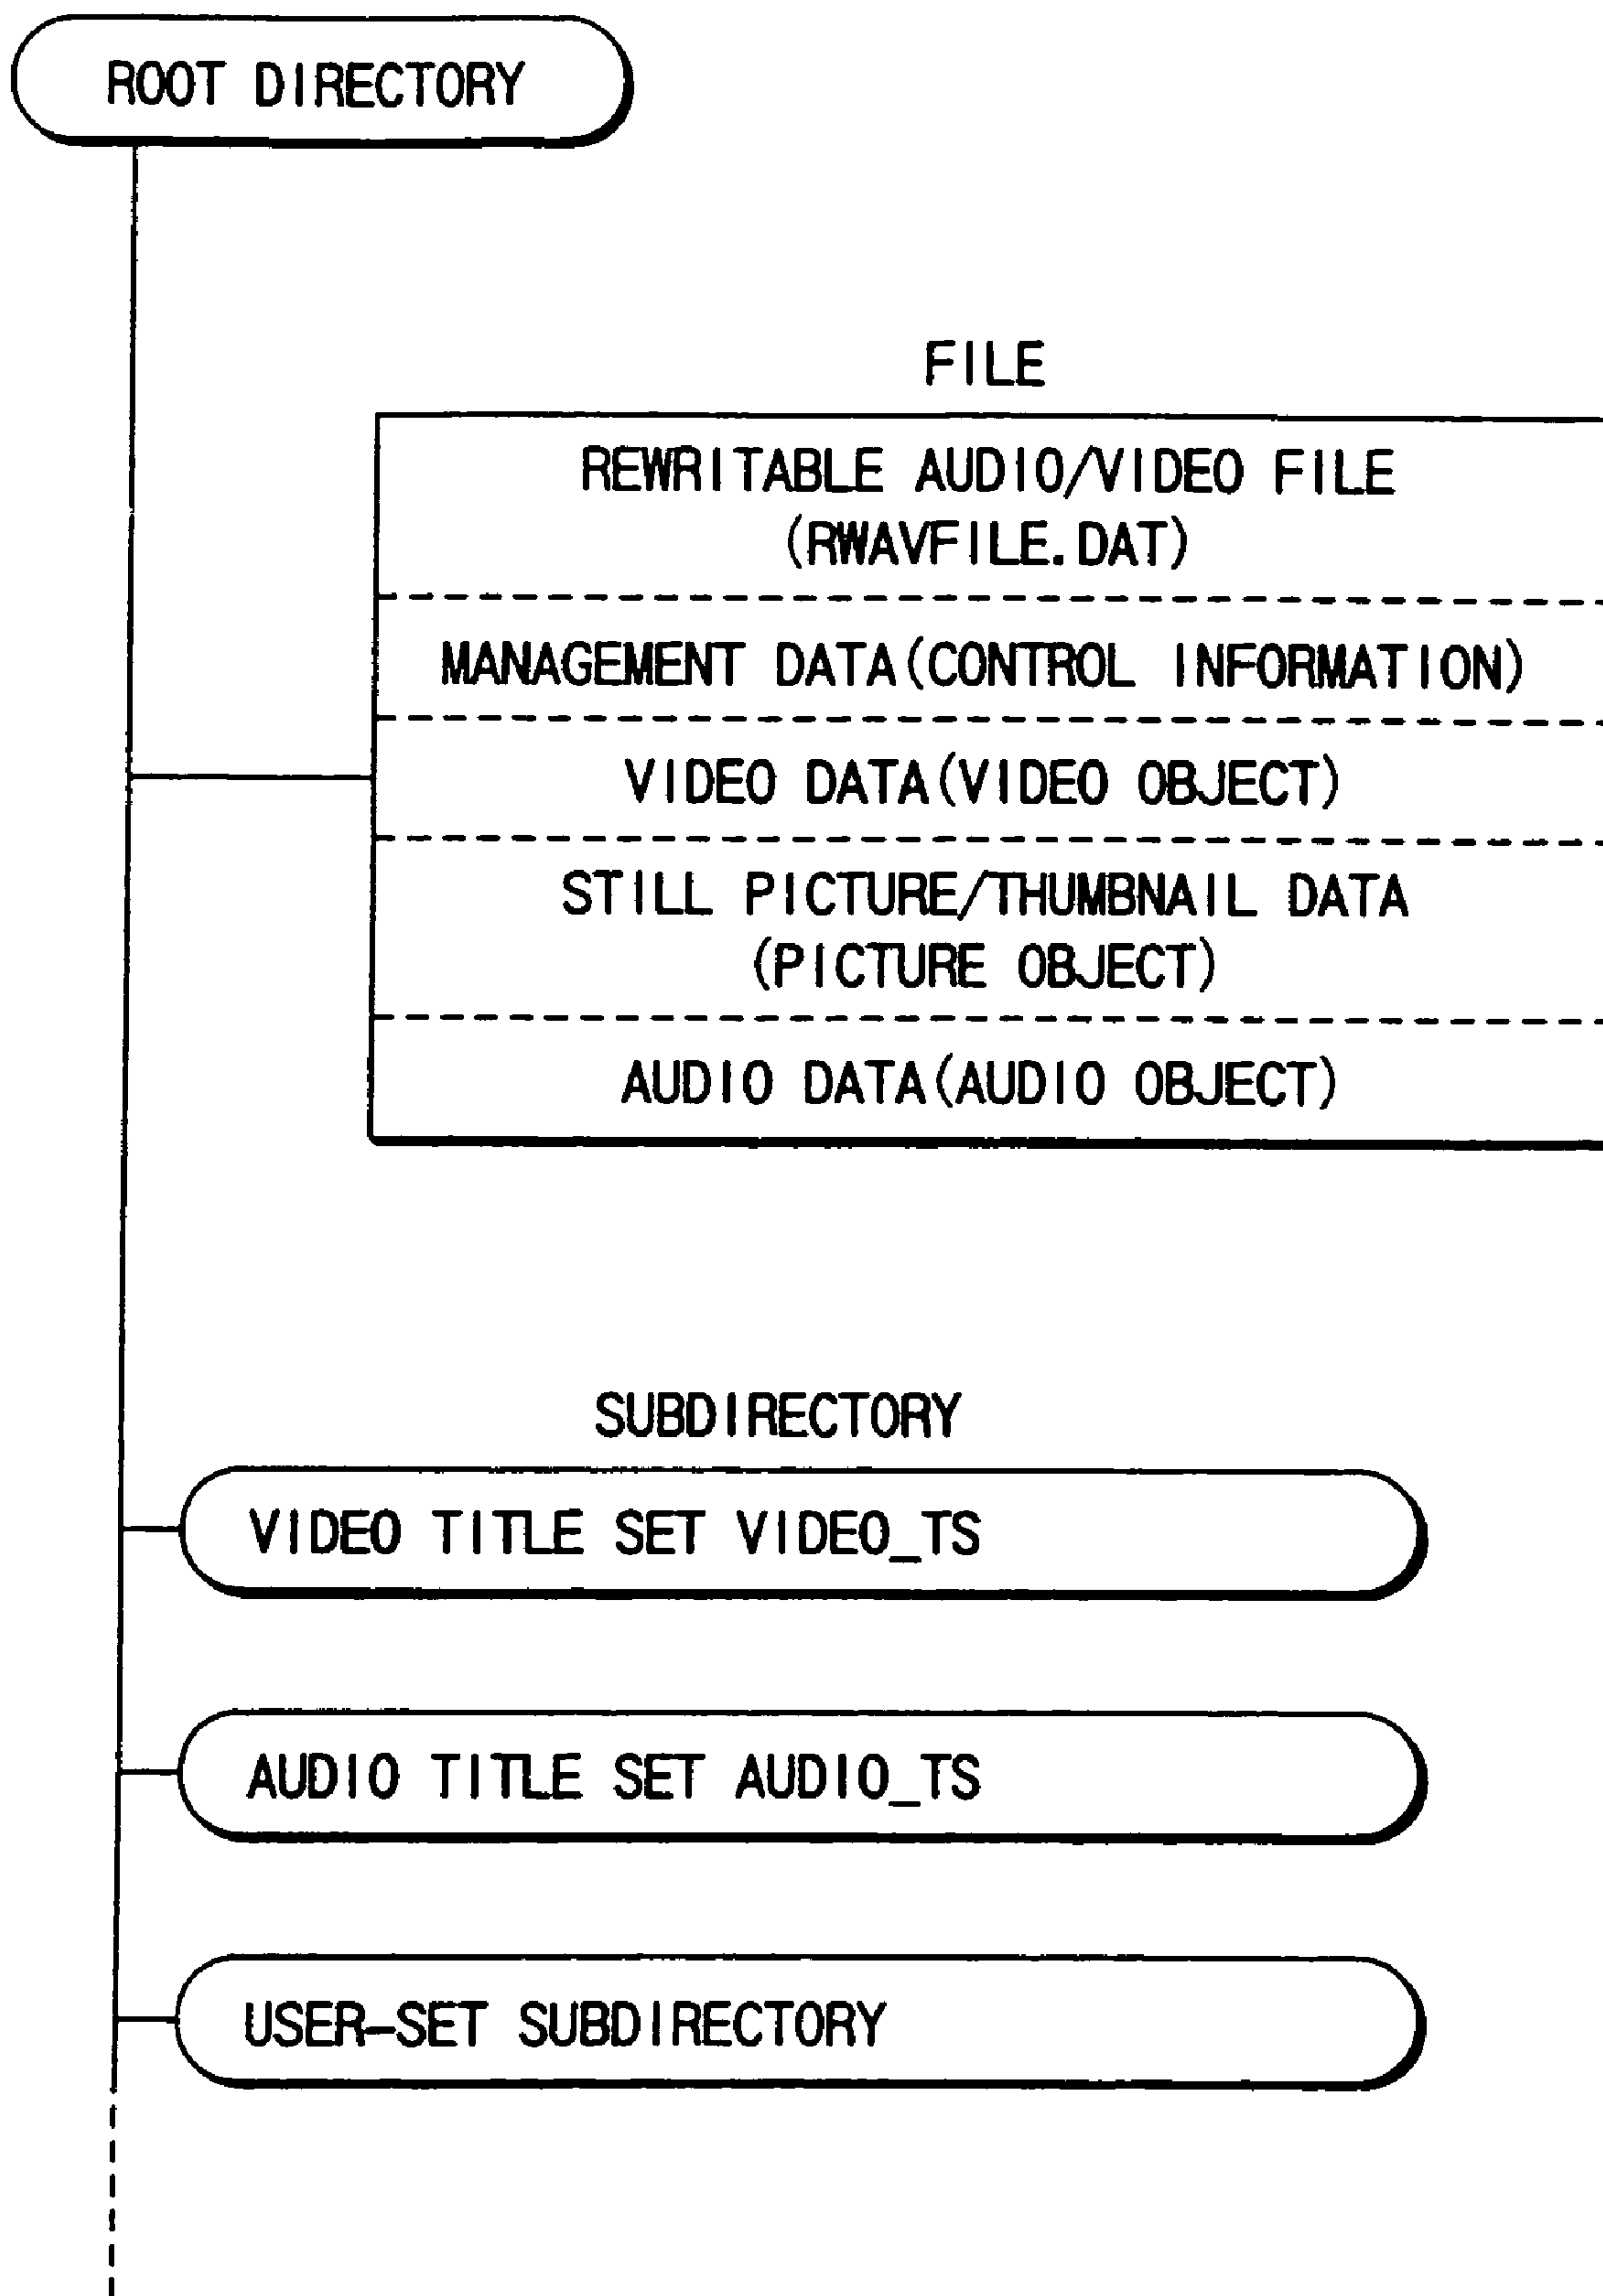 ROOT DIRECTORY
FILE
REWRITABLE AUDIO/VIDEO FILE
(RWAVFILE.DAT)
MANAGEMENT DATA(CONTROL INFORMATION)
VIDEO DATA(VIDEO OBJECT)
STILL PICTURE/THUMBNAIL DATA
(PICTURE OBJECT)
AUDIO DATA(AUDIO OBJECT)
SUBDIRECTORY
VIDEO TITLE SET VIDEO_TS
AUDIO TITLE SET AUDIO_TS
USER-SET SUBDIRECTORY